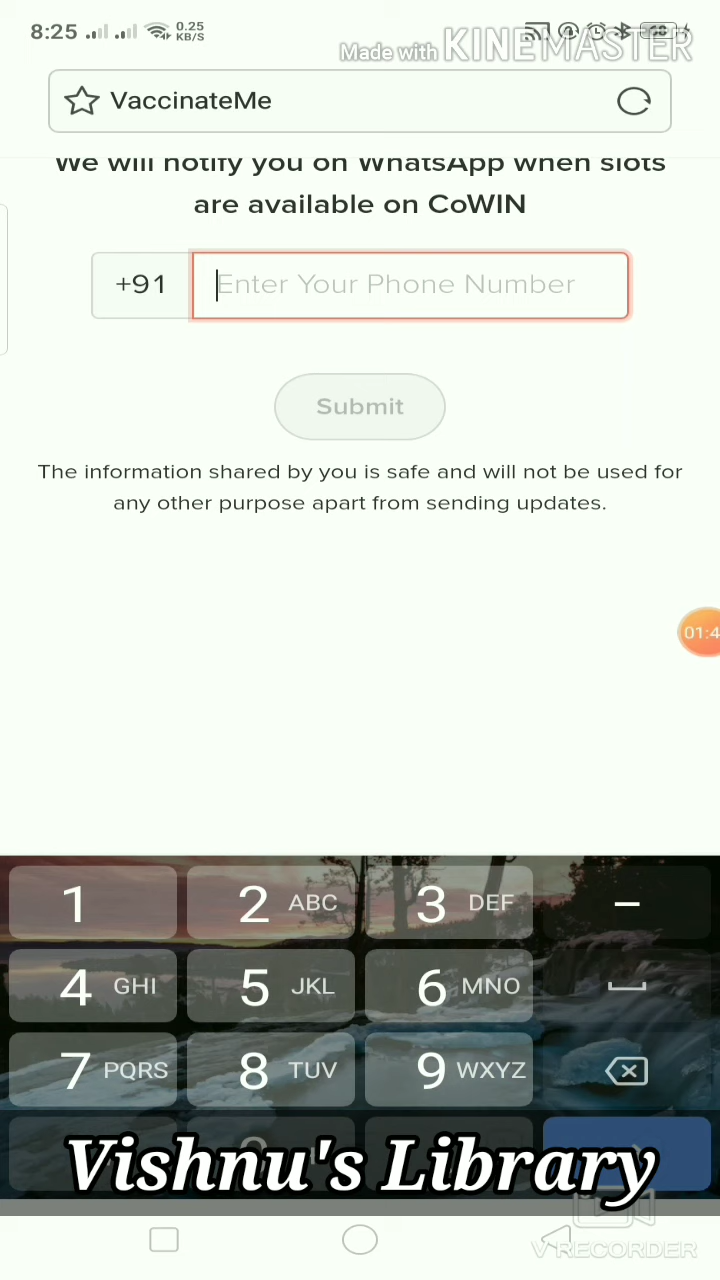 8:25 0.25 KB/S
Made with KINEMASTER
VaccinateMe
We will notify you on WhatsApp when slots
are available on CoWIN
+91 Enter Your Phone Number
Submit
The information shared by you is safe and will not be used for
any other purpose apart from sending updates.
01:4
1 2 ABC 3 DEF –
4 GHI 5 JKL 6 MNO
7 PQRS 8 TUV 9 WXYZ
Vishnu's Library
V RECORDER